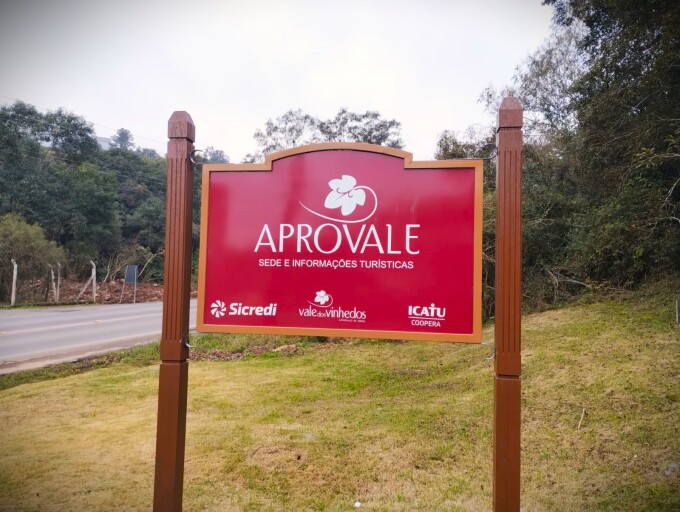 APROVALE
SEDE E INFORMAÇÕES TURÍSTICAS
Sicredi
vale dos vinhedos
ICATU
COOPERA